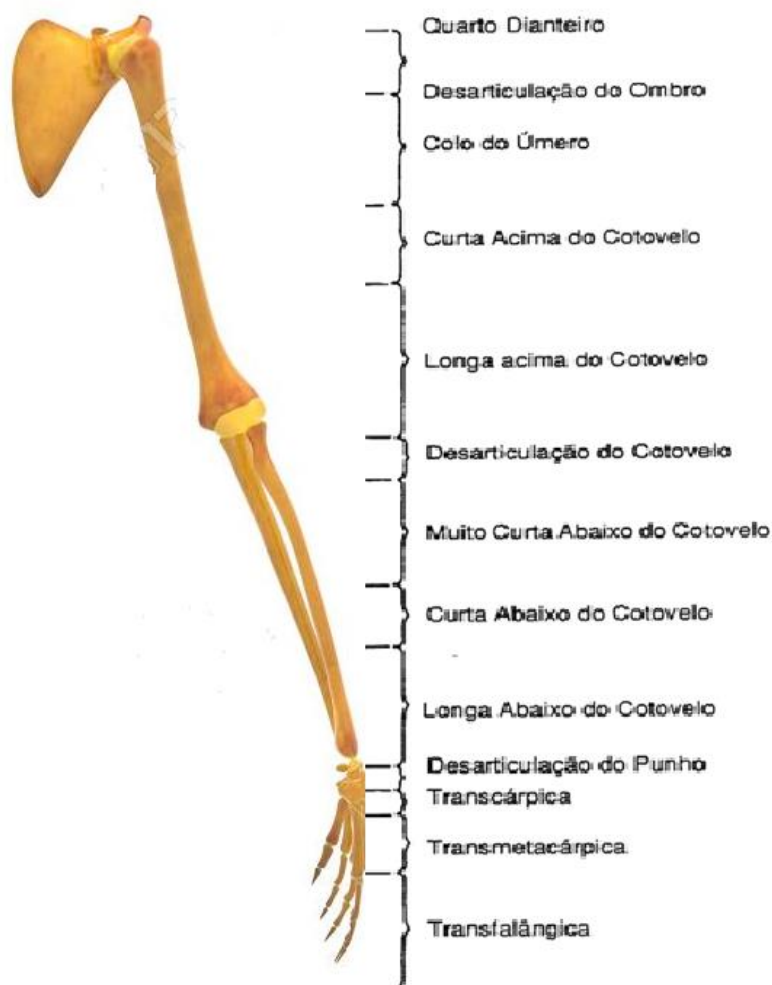 Quarto Dianteiro
Desarticulação do Ombro
Colo do Úmero
Curta Acima do Cotovelo
Longa acima do Cotovelo
Desarticulação do Cotovelo
Muito Curta Abaixo do Cotovelo
Curta Abaixo do Cotovelo
Longa Abaixo do Cotovelo
Desarticulação do Punho
Transcárpica
Transmetacárpica
Transfalângica